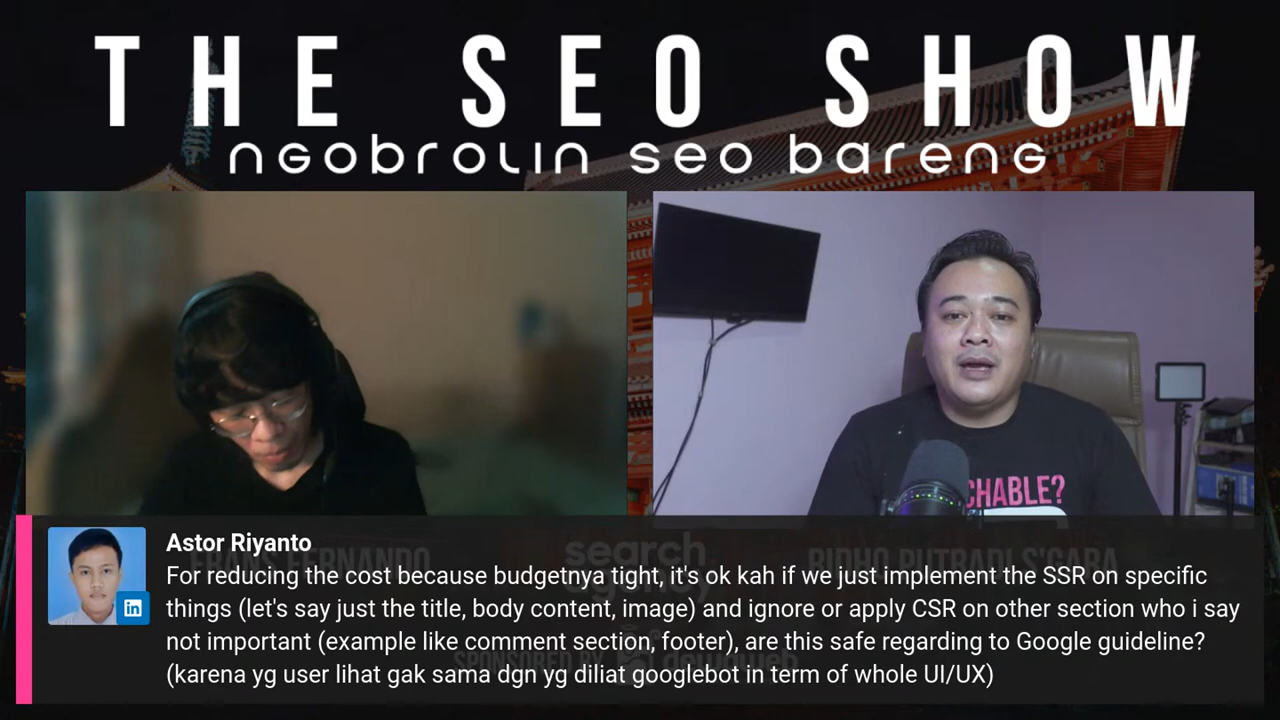 THE SEO SHOW
NGOBROLIN SEO BARENG
CHABLE?
Astor Riyanto
For reducing the cost because budgetnya tight, it's ok kah if we just implement the SSR on specific
things (let's say just the title, body content, image) and ignore or apply CSR on other section who i say
not important (example like comment section, footer), are this safe regarding to Google guideline?
(karena yg user lihat gak sama dgn yg diliat googlebot in term of whole UI/UX)
in
search
SPONSORED BY